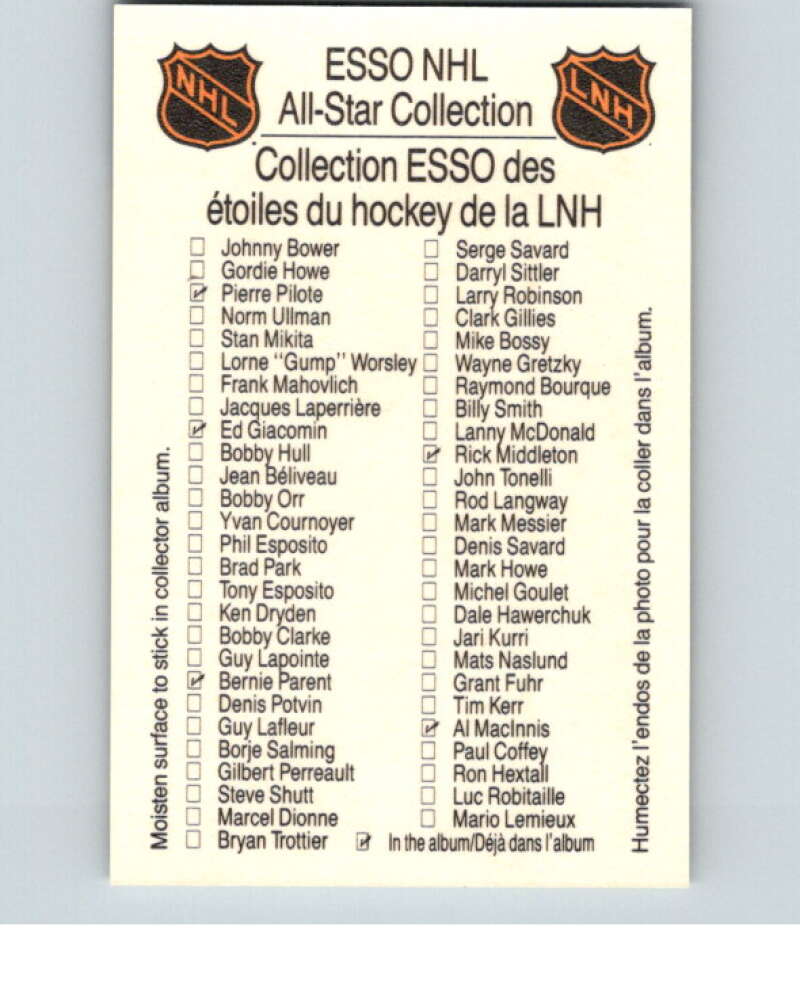 NHL
LNH
ESSO NHL
All-Star Collection
Collection ESSO des
étoiles du hockey de la LNH
☐ Johnny Bower
☐ Gordie Howe
☑ Pierre Pilote
☐ Norm Ullman
☐ Stan Mikita
☐ Lorne "Gump" Worsley
☐ Frank Mahovlich
☐ Jacques Laperrière
☑ Ed Giacomin
☐ Bobby Hull
☐ Jean Béliveau
☐ Bobby Orr
☐ Yvan Cournoyer
☐ Phil Esposito
☐ Brad Park
☐ Tony Esposito
☐ Ken Dryden
☐ Bobby Clarke
☐ Guy Lapointe
☑ Bernie Parent
☐ Denis Potvin
☐ Guy Lafleur
☐ Borje Salming
☐ Gilbert Perreault
☐ Steve Shutt
☐ Marcel Dionne
☐ Bryan Trottier
☐ Serge Savard
☐ Darryl Sittler
☐ Larry Robinson
☐ Clark Gillies
☐ Mike Bossy
☐ Wayne Gretzky
☐ Raymond Bourque
☐ Billy Smith
☐ Lanny McDonald
☑ Rick Middleton
☐ John Tonelli
☐ Rod Langway
☐ Mark Messier
☐ Denis Savard
☐ Mark Howe
☐ Michel Goulet
☐ Dale Hawerchuk
☐ Jari Kurri
☐ Mats Naslund
☐ Grant Fuhr
☐ Tim Kerr
☑ Al MacInnis
☐ Paul Coffey
☐ Ron Hextall
☐ Luc Robitaille
☐ Mario Lemieux
☑ In the album/Déjà dans l'album
Moisten surface to stick in collector album.
Humectez l'endos de la photo pour la coller dans l'album.